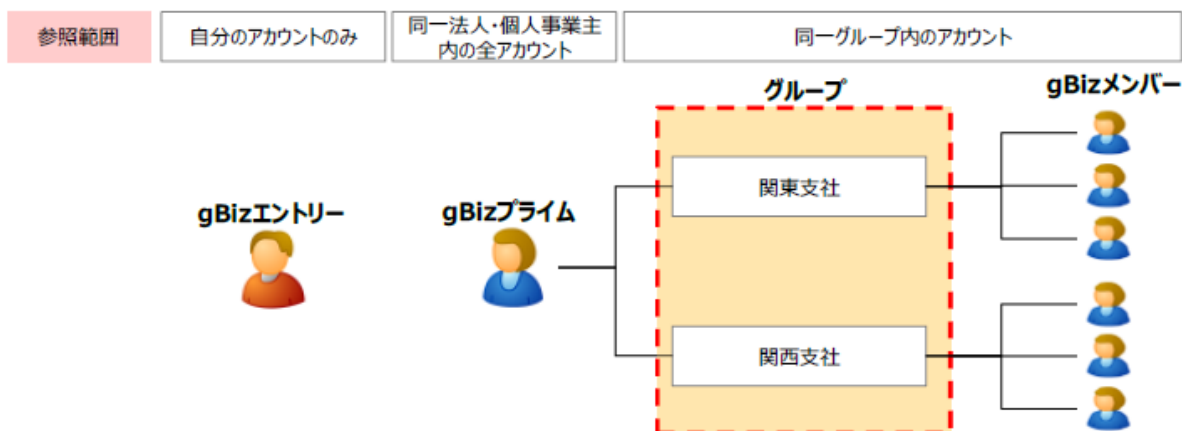 参照範囲
自分のアカウントのみ
同一法人・個人事業主
内の全アカウント
同一グループ内のアカウント
グループ
gBizメンバー
関東支社
gBizエントリー
gBizプライム
関西支社